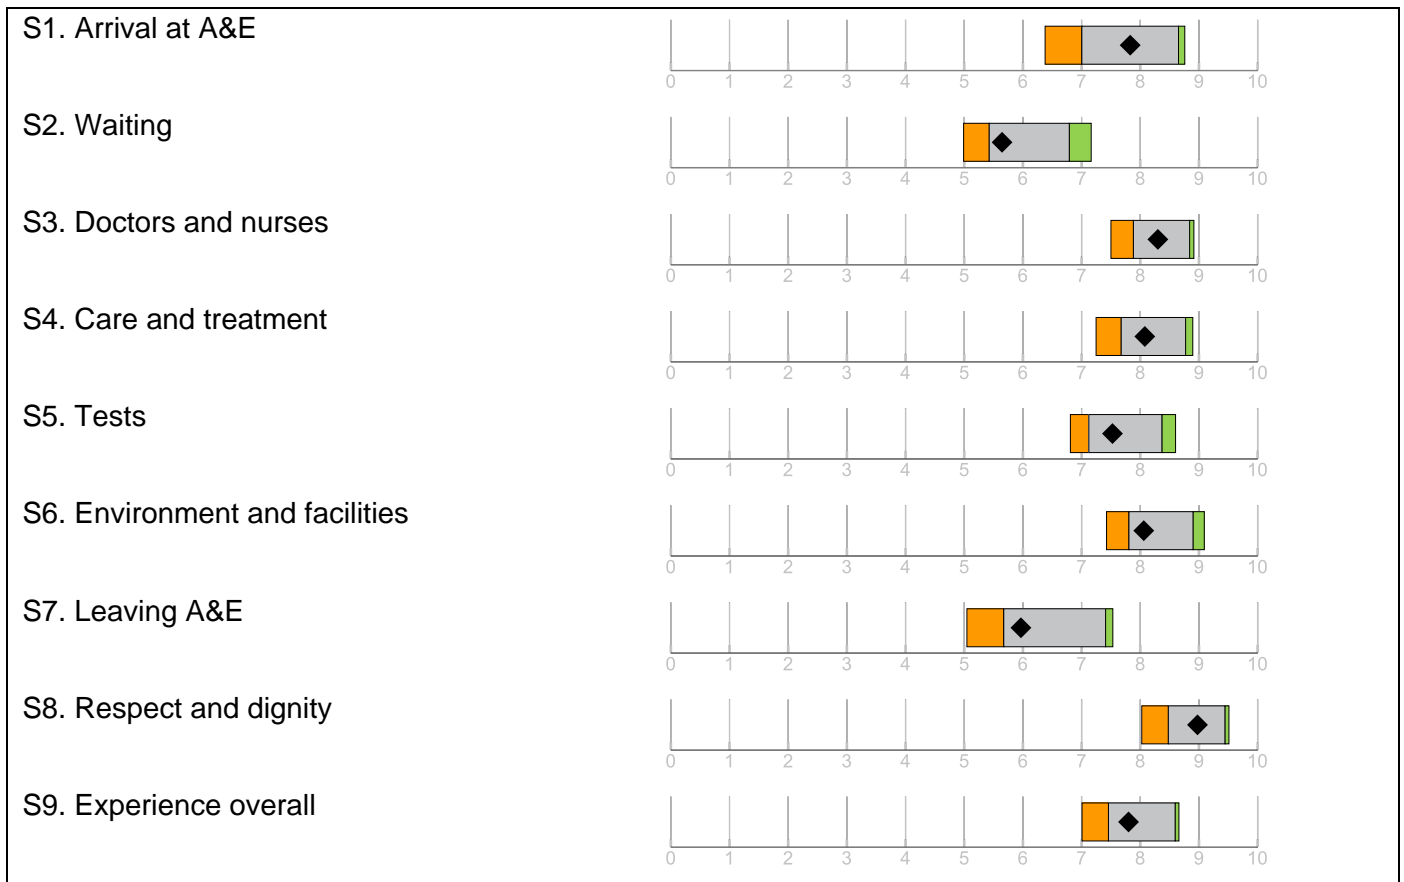 S1. Arrival at A&E
0 1 2 3 4 5 6 7 8 9 10
S2. Waiting
0 1 2 3 4 5 6 7 8 9 10
S3. Doctors and nurses
0 1 2 3 4 5 6 7 8 9 10
S4. Care and treatment
0 1 2 3 4 5 6 7 8 9 10
S5. Tests
0 1 2 3 4 5 6 7 8 9 10
S6. Environment and facilities
0 1 2 3 4 5 6 7 8 9 10
S7. Leaving A&E
0 1 2 3 4 5 6 7 8 9 10
S8. Respect and dignity
0 1 2 3 4 5 6 7 8 9 10
S9. Experience overall
0 1 2 3 4 5 6 7 8 9 10